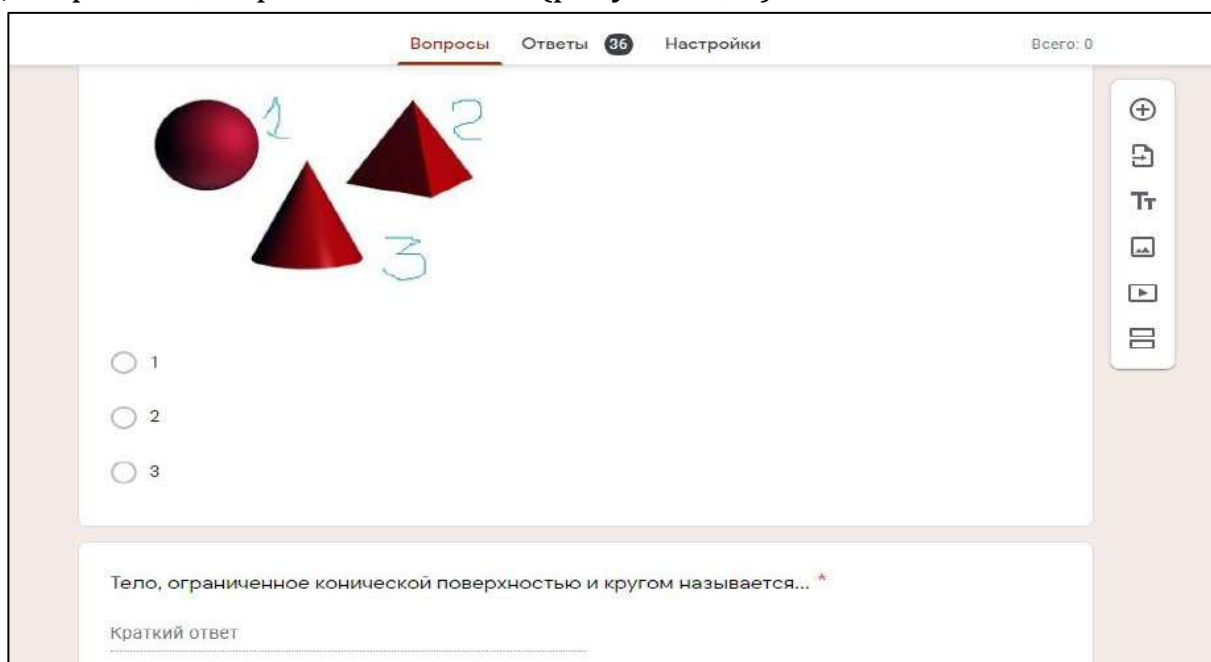 Вопросы Ответы 36 Настройки Всего: 0
1 2
3
Тт
1
2
3
Тело, ограниченное конической поверхностью и кругом называется... *
Краткий ответ